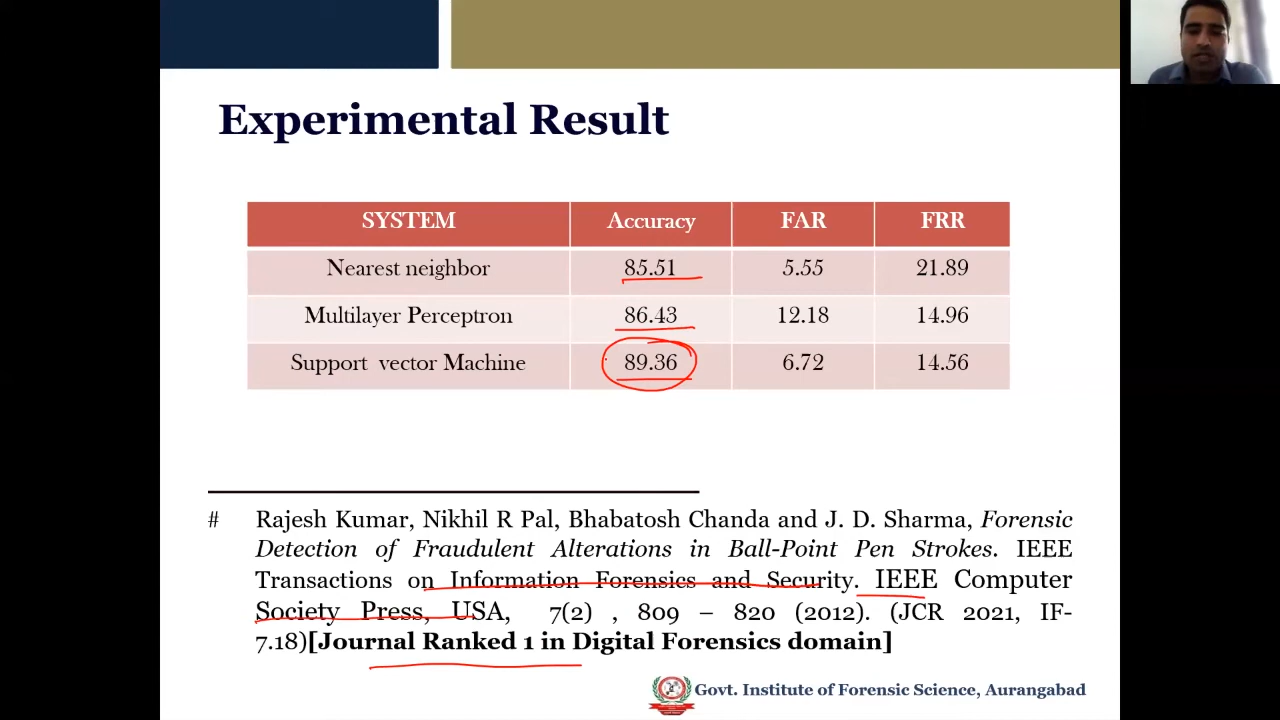 Experimental Result
SYSTEM Accuracy FAR FRR
Nearest neighbor 85.51 5.55 21.89
Multilayer Perceptron 86.43 12.18 14.96
Support vector Machine 89.36 6.72 14.56
# Rajesh Kumar, Nikhil R Pal, Bhabatosh Chanda and J. D. Sharma, Forensic
Detection of Fraudulent Alterations in Ball-Point Pen Strokes. IEEE
Transactions on Information Forensics and Security. IEEE Computer
Society Press, USA, 7(2) , 809 – 820 (2012). (JCR 2021, IF-
7.18)[Journal Ranked 1 in Digital Forensics domain]
Govt. Institute of Forensic Science, Aurangabad